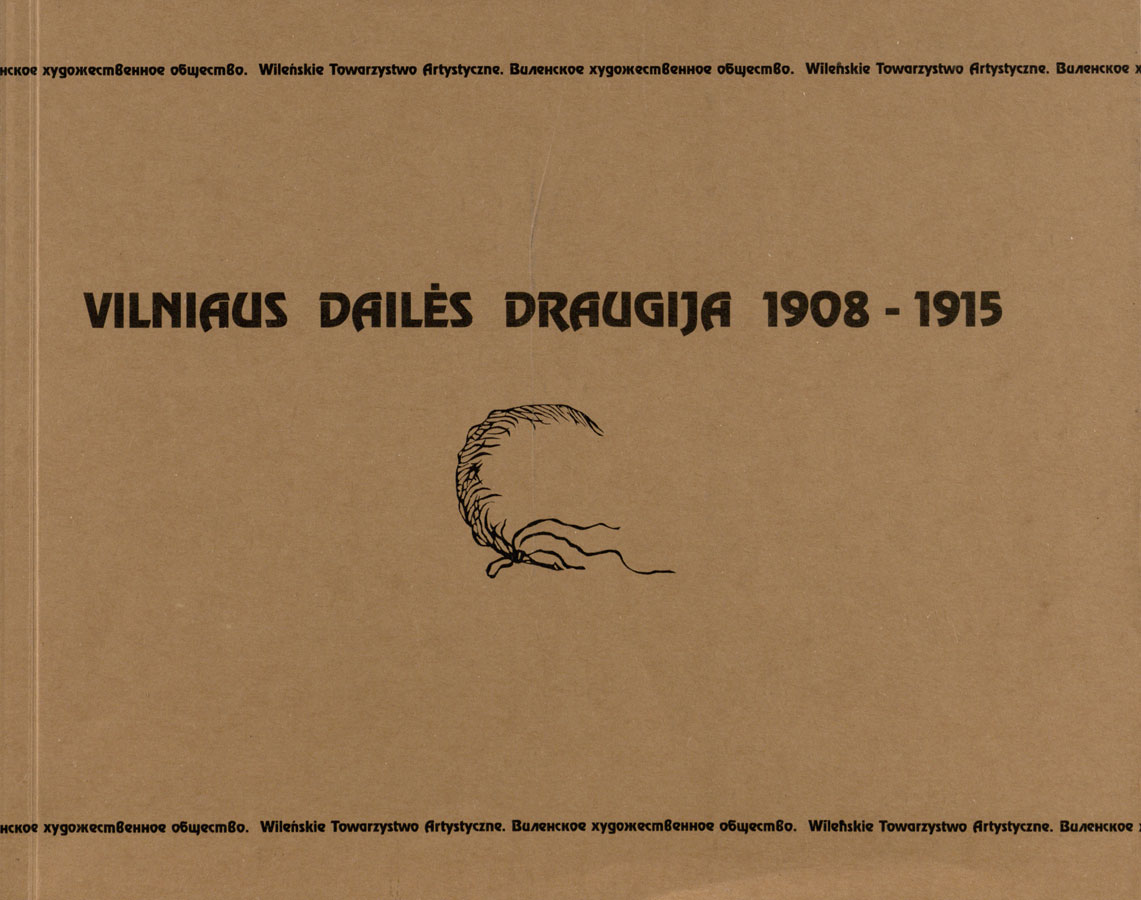 нское художественное общество. Wileńskie Towarzystwo Artystyczne. Виленское художественное общество. Wileńskie Towarzystwo Artystyczne. Виленское
VILNIAUS DAILĖS DRAUGIJA 1908 - 1915
нское художественное общество. Wileńskie Towarzystwo Artystyczne. Виленское художественное общество. Wileńskie Towarzystwo Artystyczne. Виленское